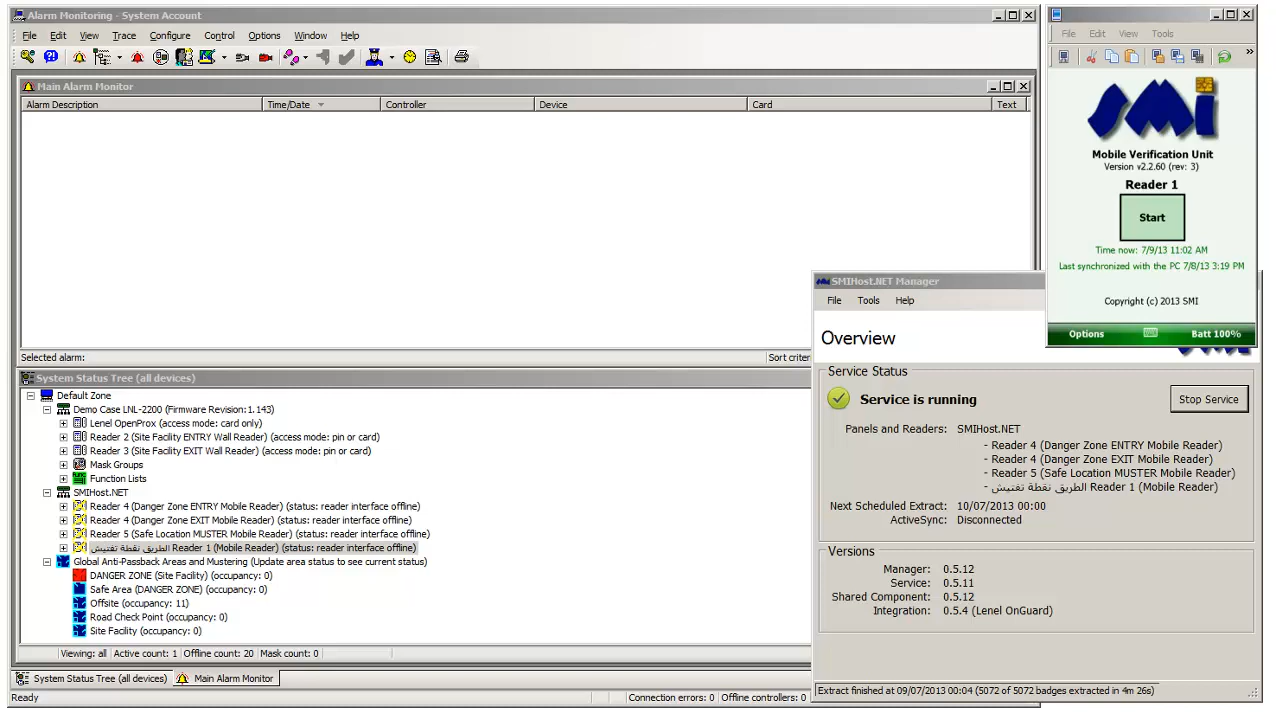 Alarm Monitoring - System Account
File Edit View Trace Configure Control Options Window Help
Main Alarm Monitor
Alarm Description Time/Date Controller Device Card Text
Selected alarm: Sort criter
System Status Tree (all devices)
Default Zone
Demo Case LNL-2200 (Firmware Revision:1.143)
Lenel OpenProx (access mode: card only)
Reader 2 (Site Facility ENTRY Wall Reader) (access mode: pin or card)
Reader 3 (Site Facility EXIT Wall Reader) (access mode: pin or card)
Mask Groups
Function Lists
SMIHost.NET
Reader 4 (Danger Zone ENTRY Mobile Reader) (status: reader interface offline)
Reader 4 (Danger Zone EXIT Mobile Reader) (status: reader interface offline)
Reader 5 (Safe Location MUSTER Mobile Reader) (status: reader interface offline)
الطريق نقطة تفتيش Reader 1 (Mobile Reader) (status: reader interface offline)
Global Anti-Passback Areas and Mustering (Update area status to see current status)
DANGER ZONE (Site Facility) (occupancy: 0)
Safe Area (DANGER ZONE) (occupancy: 0)
Offsite (occupancy: 11)
Road Check Point (occupancy: 0)
Site Facility (occupancy: 0)
Viewing: all Active count: 1 Offline count: 20 Mask count: 0
System Status Tree (all devices) Main Alarm Monitor
Ready Connection errors: 0 Offline controllers: 0
File Edit View Tools
SMI
Mobile Verification Unit
Version v2.2.60 (rev: 3)
Reader 1
Start
Time now: 7/9/13 11:02 AM
Last synchronized with the PC 7/8/13 3:19 PM
Copyright (c) 2013 SMI
Options Batt 100%
SMIHost.NET Manager
File Tools Help
Overview
Service Status
Service is running Stop Service
Panels and Readers: SMIHost.NET
- Reader 4 (Danger Zone ENTRY Mobile Reader)
- Reader 4 (Danger Zone EXIT Mobile Reader)
- Reader 5 (Safe Location MUSTER Mobile Reader)
- الطريق نقطة تفتيش Reader 1 (Mobile Reader)
Next Scheduled Extract: 10/07/2013 00:00
ActiveSync: Disconnected
Versions
Manager: 0.5.12
Service: 0.5.11
Shared Component: 0.5.12
Integration: 0.5.4 (Lenel OnGuard)
Extract finished at 09/07/2013 00:04 (5072 of 5072 badges extracted in 4m 26s)